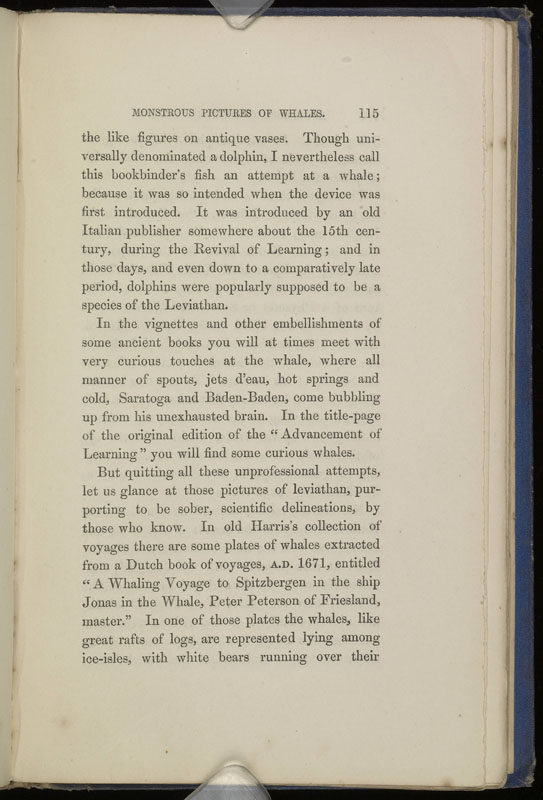 MONSTROUS PICTURES OF WHALES. 115
the like figures on antique vases. Though uni-
versally denominated a dolphin, I nevertheless call
this bookbinder's fish an attempt at a whale;
because it was so intended when the device was
first introduced. It was introduced by an old
Italian publisher somewhere about the 15th cen-
tury, during the Revival of Learning; and in
those days, and even down to a comparatively late
period, dolphins were popularly supposed to be a
species of the Leviathan.
In the vignettes and other embellishments of
some ancient books you will at times meet with
very curious touches at the whale, where all
manner of spouts, jets d'eau, hot springs and
cold, Saratoga and Baden-Baden, come bubbling
up from his unexhausted brain. In the title-page
of the original edition of the “Advancement of
Learning” you will find some curious whales.
But quitting all these unprofessional attempts,
let us glance at those pictures of leviathan, pur-
porting to be sober, scientific delineations, by
those who know. In old Harris's collection of
voyages there are some plates of whales extracted
from a Dutch book of voyages, A.D. 1671, entitled
“A Whaling Voyage to Spitzbergen in the ship
Jonas in the Whale, Peter Peterson of Friesland,
master.” In one of those plates the whales, like
great rafts of logs, are represented lying among
ice-isles, with white bears running over their